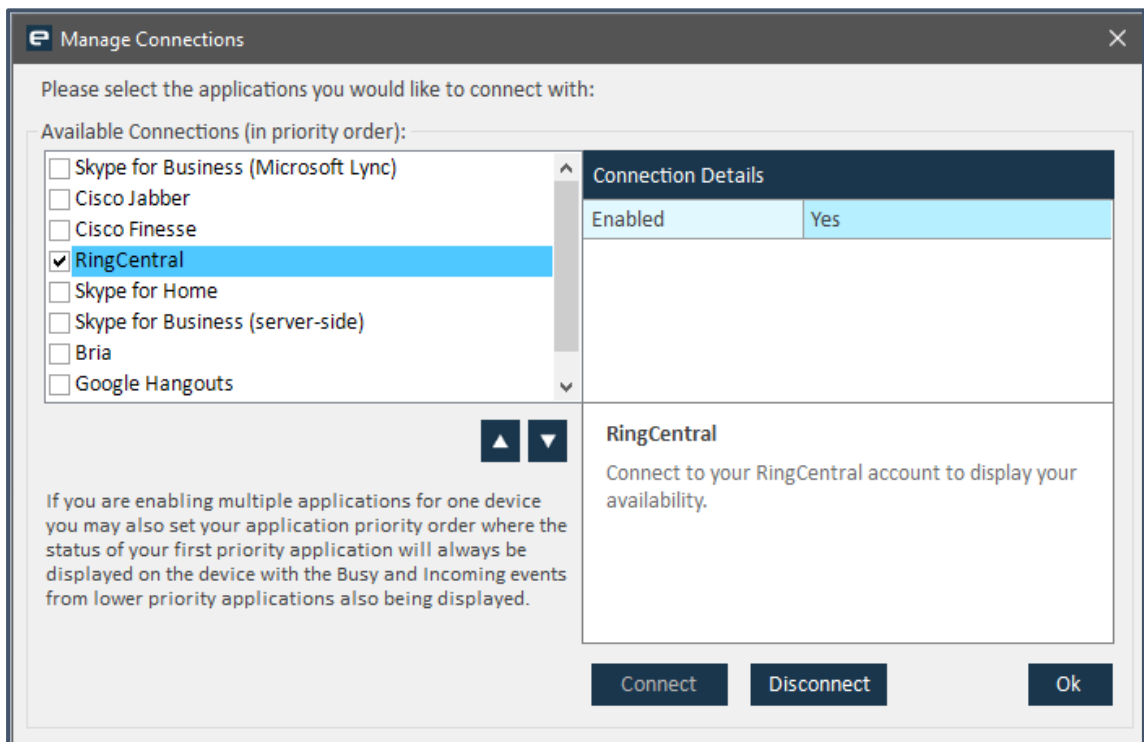 Manage Connections
Please select the applications you would like to connect with:
Available Connections (in priority order):
Skype for Business (Microsoft Lync)
Cisco Jabber
Cisco Finesse
RingCentral
Skype for Home
Skype for Business (server-side)
Bria
Google Hangouts
Connection Details
Enabled Yes
If you are enabling multiple applications for one device
you may also set your application priority order where the
status of your first priority application will always be
displayed on the device with the Busy and Incoming events
from lower priority applications also being displayed.
RingCentral
Connect to your RingCentral account to display your
availability.
Connect Disconnect Ok